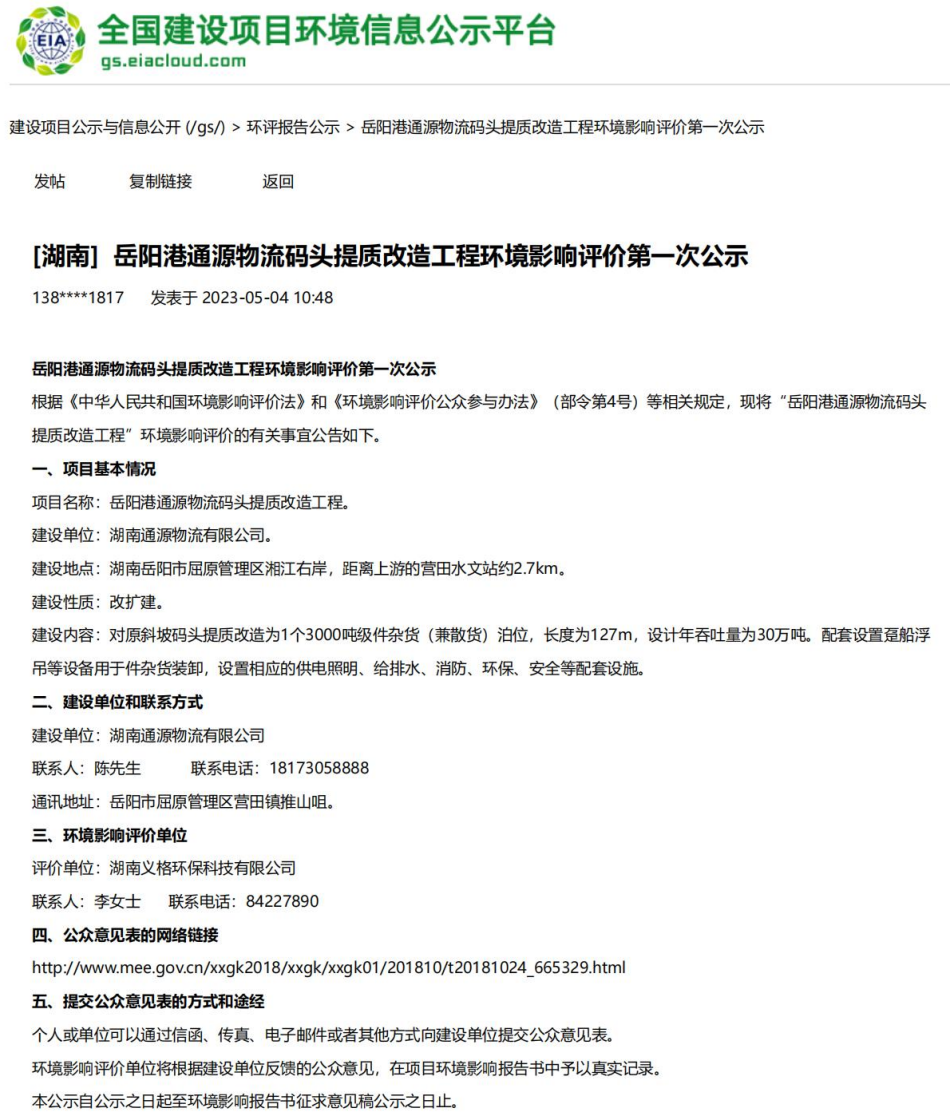 EIA
全国建设项目环境信息公示平台
gs.eiacloud.com
建设项目公示与信息公开 (/gs/) > 环评报告公示 > 岳阳港通源物流码头提质改造工程环境影响评价第一次公示
发帖 复制链接 返回
[湖南] 岳阳港通源物流码头提质改造工程环境影响评价第一次公示
138****1817 发表于 2023-05-04 10:48
岳阳港通源物流码头提质改造工程环境影响评价第一次公示
根据《中华人民共和国环境影响评价法》和《环境影响评价公众参与办法》（部令第4号）等相关规定，现将“岳阳港通源物流码头
提质改造工程”环境影响评价的有关事宜公告如下。
一、项目基本情况
项目名称：岳阳港通源物流码头提质改造工程。
建设单位：湖南通源物流有限公司。
建设地点：湖南岳阳市屈原管理区湘江右岸，距离上游的营田水文站约2.7km。
建设性质：改扩建。
建设内容：对原斜坡码头提质改造为1个3000吨级件杂货（兼散货）泊位，长度为127m，设计年吞吐量为30万吨。配套设置趸船浮
吊等设备用于件杂货装卸，设置相应的供电照明、给排水、消防、环保、安全等配套设施。
二、建设单位和联系方式
建设单位：湖南通源物流有限公司
联系人：陈先生 联系电话：18173058888
通讯地址：岳阳市屈原管理区营田镇推山咀。
三、环境影响评价单位
评价单位：湖南义格环保科技有限公司
联系人：李女士 联系电话：84227890
四、公众意见表的网络链接
http://www.mee.gov.cn/xxgk2018/xxgk/xxgk01/201810/t20181024_665329.html
五、提交公众意见表的方式和途经
个人或单位可以通过信函、传真、电子邮件或者其他方式向建设单位提交公众意见表。
环境影响评价单位将根据建设单位反馈的公众意见，在项目环境影响报告书中予以真实记录。
本公示自公示之日起至环境影响报告书征求意见稿公示之日止。